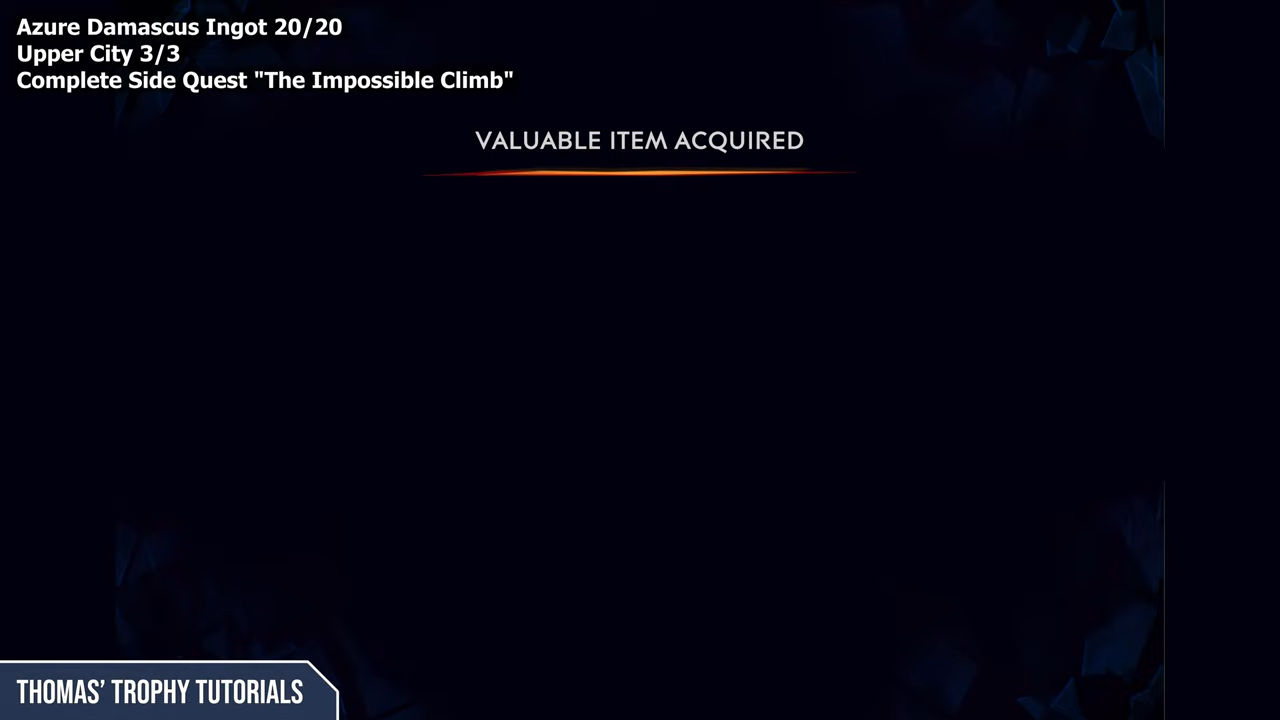 Azure Damascus Ingot 20/20
Upper City 3/3
Complete Side Quest "The Impossible Climb"
VALUABLE ITEM ACQUIRED
THOMAS' TROPHY TUTORIALS